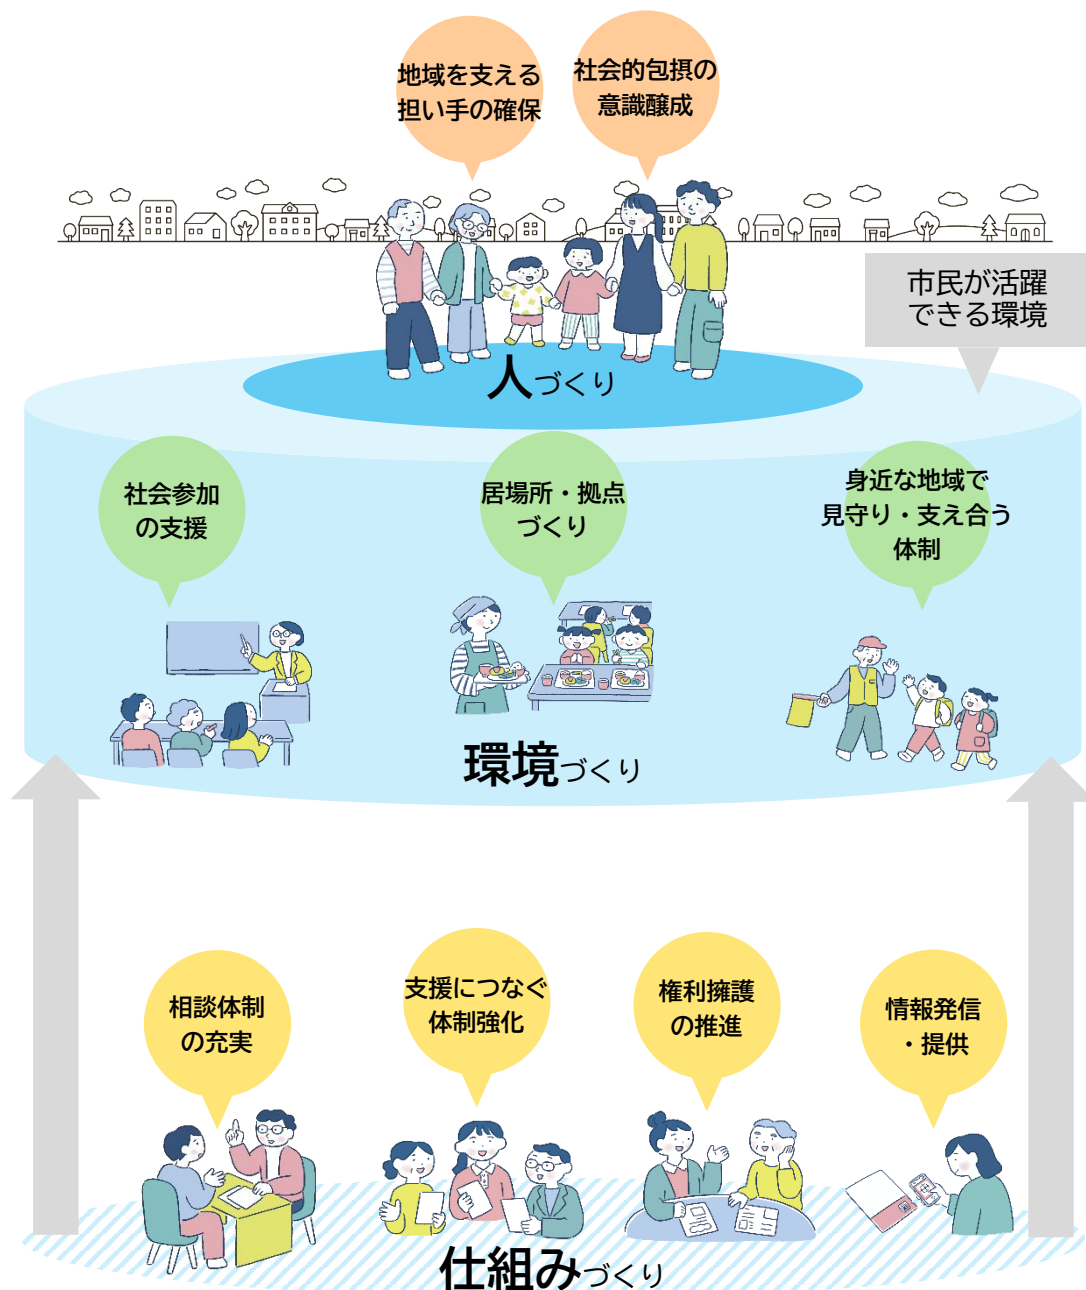 地域を支える
担い手の確保
社会的包摂の
意識醸成
市民が活躍
できる環境
人づくり
社会参加
の支援
居場所・拠点
づくり
身近な地域で
見守り・支え合う
体制
環境づくり
相談体制
の充実
支援につなぐ
体制強化
権利擁護
の推進
情報発信
・提供
仕組みづくり